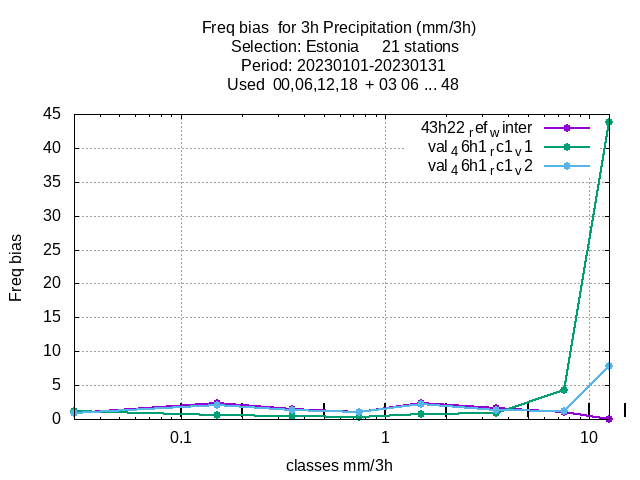 Freq bias  for 3h Precipitation (mm/3h)
Selection: Estonia     21 stations
Period: 20230101-20230131
Used  00,06,12,18  + 03 06 ... 48
43h22 r ef w inter
val 4 6h1 r c1 v 1
val 4 6h1 r c1 v 2
45
40
35
30
25
20
15
10
5
0
Freq bias
0.1 1 10
classes mm/3h